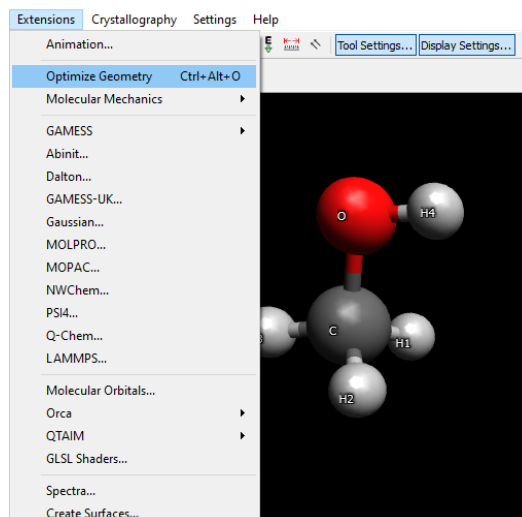 Extensions Crystallography Settings Help
Animation...
E H-H Tool Settings... Display Settings...
Optimize Geometry Ctrl+Alt+O
Molecular Mechanics
GAMESS
Abinit...
Dalton...
GAMESS-UK...
Gaussian...
MOLPRO...
MOPAC...
NWChem...
PSI4...
Q-Chem...
LAMMPS...
Molecular Orbitals...
Orca
QTAIM
GLSL Shaders...
Spectra...
Create Surfaces...
O
H4
C
H1
H2